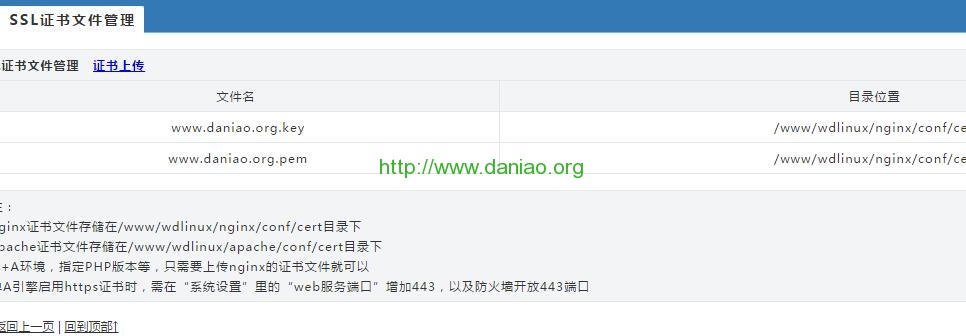 SSL证书文件管理
证书文件管理 证书上传
文件名 目录位置
www.daniao.org.key /www/wdlinux/nginx/conf/ce
www.daniao.org.pem /www/wdlinux/nginx/conf/ce
http://www.daniao.org
：
ginx证书文件存储在/www/wdlinux/nginx/conf/cert目录下
pache证书文件存储在/www/wdlinux/apache/conf/cert目录下
+A环境，指定PHP版本等，只需要上传nginx的证书文件就可以
A引擎启用https证书时，需在“系统设置”里的“web服务端口”增加443，以及防火墙开放443端口
返回上一页 | 回到顶部↑